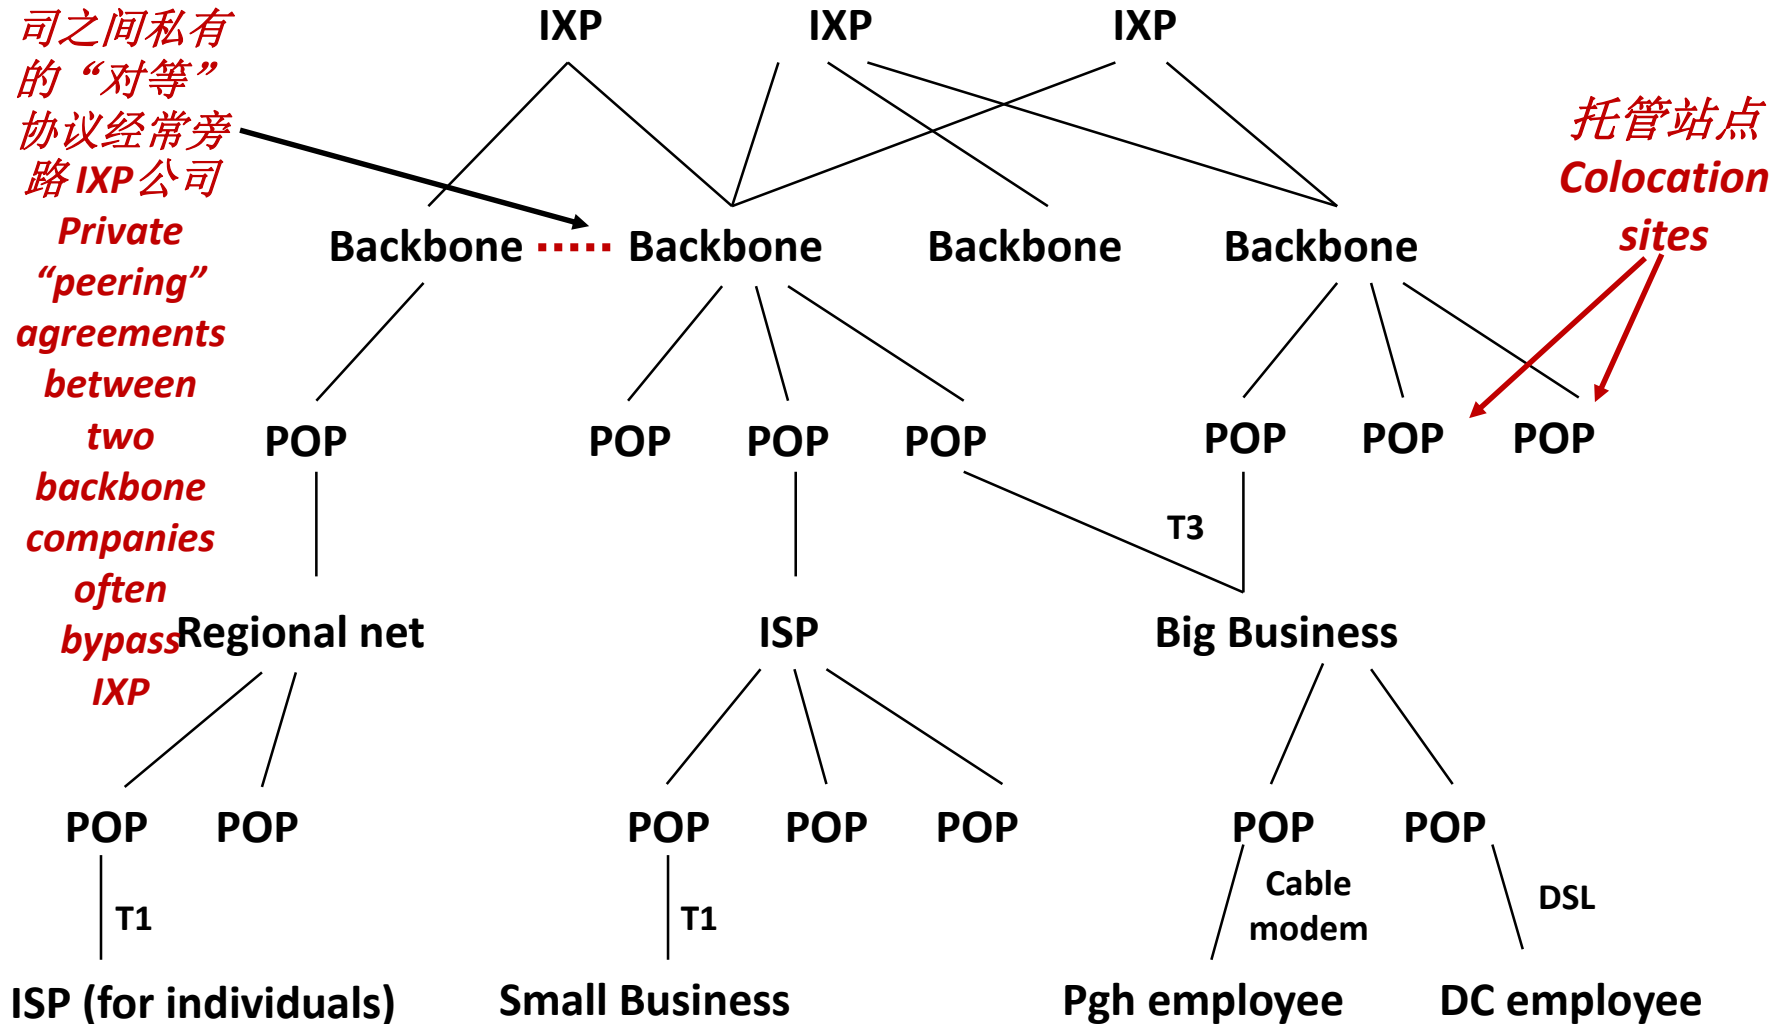 司之间私有
的“对等”
协议经常旁
路IXP公司
Private
“peering”
agreements
between
two
backbone
companies
often
bypass
IXP
IXP IXP IXP
托管站点
Colocation
sites
Backbone Backbone Backbone Backbone
POP POP POP POP POP POP POP
T3
Regional net ISP Big Business
POP POP POP POP POP POP POP
T1 T1 Cable
modem
DSL
ISP (for individuals) Small Business Pgh employee DC employee